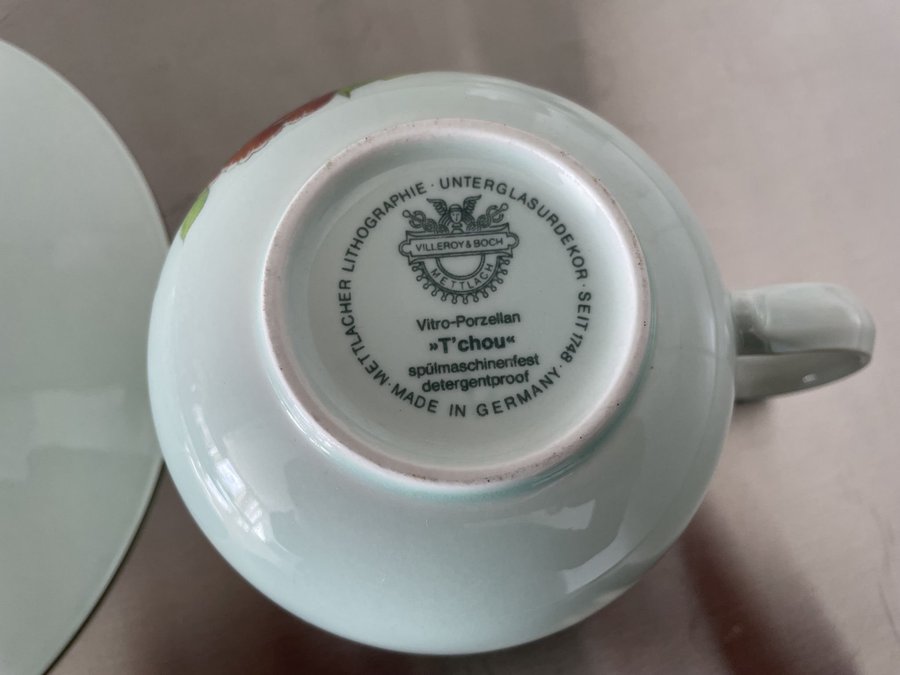 METTLACHER LITHOGRAPHIE · UNTERGLASURDEKOR · SEIT 1748 · MADE IN GERMANY ·
VILLEROY & BOCH
METTLACH
Vitro-Porzellan
»T'chou«
spülmaschinenfest
detergentproof